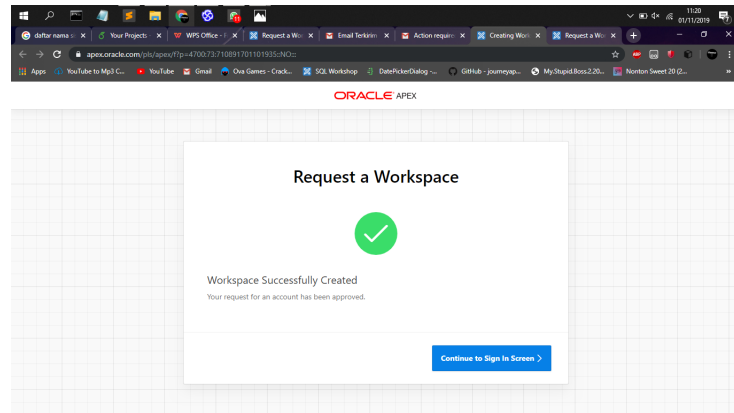 11:20
01/11/2019
daftar nama s
Your Projects
WPS Office - F
Request a Wor
Email Terkirim
Action require
Creating Work
Request a Wor
apex.oracle.com/pls/apex/f?p=4700:73:710891701101935::NO:::
Apps
YouTube to Mp3 C...
YouTube
Gmail
Ova Games - Crack...
SQL Workshop
DatePickerDialog -...
GitHub - journeyap...
My.Stupid.Boss.2.20...
Nonton Sweet 20 (2...
»
ORACLE APEX
Request a Workspace
Workspace Successfully Created
Your request for an account has been approved.
Continue to Sign In Screen >